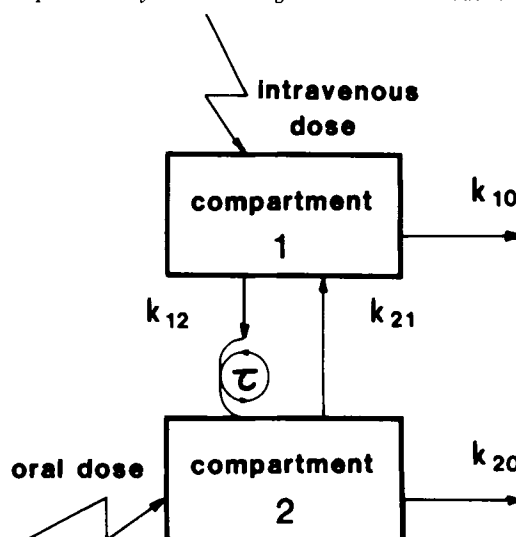 intravenous
dose
compartment
1
k10
k12
k21
τ
oral dose
compartment
2
k20